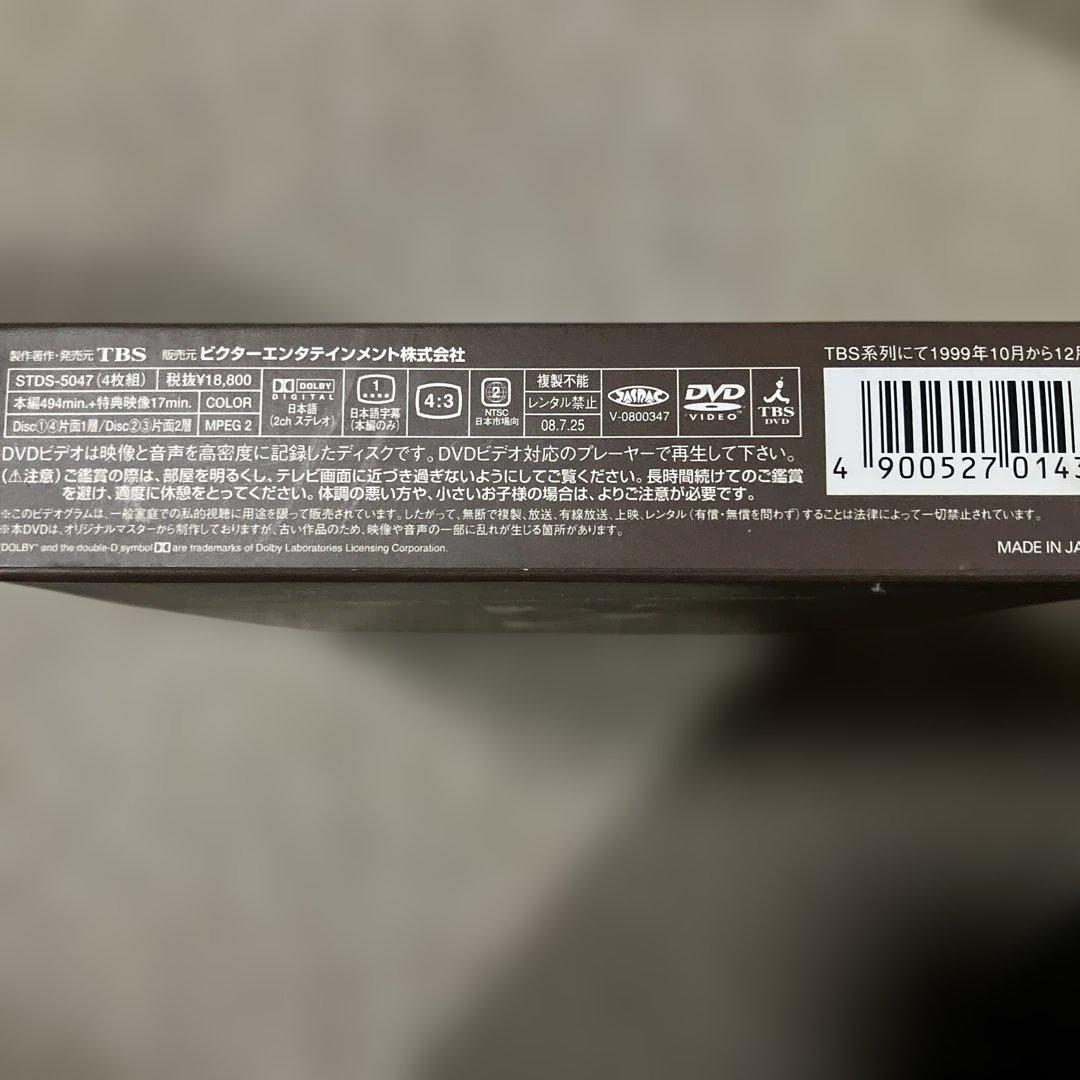 製作著作・発売元 TBS 販売元 ビクターエンタテインメント株式会社
TBS系列にて1999年10月から12月
STDS-5047(4枚組) 税抜¥18,800
本編494min.+特典映像17min. COLOR
Disc①④片面1層/Disc②③片面2層 MPEG 2
DOLBY
DIGITAL
日本語
(2ch ステレオ)
1
日本語字幕
(本編のみ)
4:3
2
NTSC
日本市場向
複製不能
レンタル禁止
08.7.25
JASRAC
V-0800347
DVD
VIDEO
TBS
DVD
4 900527 0143
DVDビデオは映像と音声を高密度に記録したディスクです。DVDビデオ対応のプレーヤーで再生して下さい。
(⚠注意)ご鑑賞の際は、部屋を明るくし、テレビ画面に近づき過ぎないようにしてご覧ください。長時間続けてのご鑑賞
を避け、適度に休憩をとってください。体調の悪い方や、小さいお子様の場合は、よりご注意が必要です。
※このビデオグラムは、一般家庭での私的視聴に用途を限って販売されています。したがって、無断で複製、放送、有線放送、上映、レンタル(有償・無償を問わず)することは法律によって一切禁止されています。
※本DVDは、オリジナルマスターから制作しておりますが、古い作品のため、映像や音声の一部に乱れが生じる箇所があります。
"DOLBY" and the double-D symbol are trademarks of Dolby Laboratories Licensing Corporation.
MADE IN JA